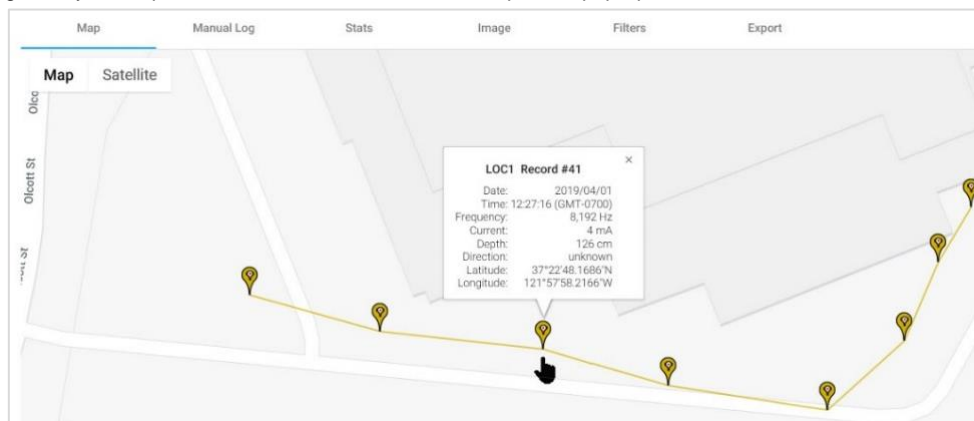 Map Manual Log Stats Image Filters Export
Map Satellite
Olcott St
LOC1 Record #41
Date: 2019/04/01
Time: 12:27:16 (GMT-0700)
Frequency: 8,192 Hz
Current: 4 mA
Depth: 126 cm
Direction: unknown
Latitude: 37°22'48.1686"N
Longitude: 121°57'58.2166"W